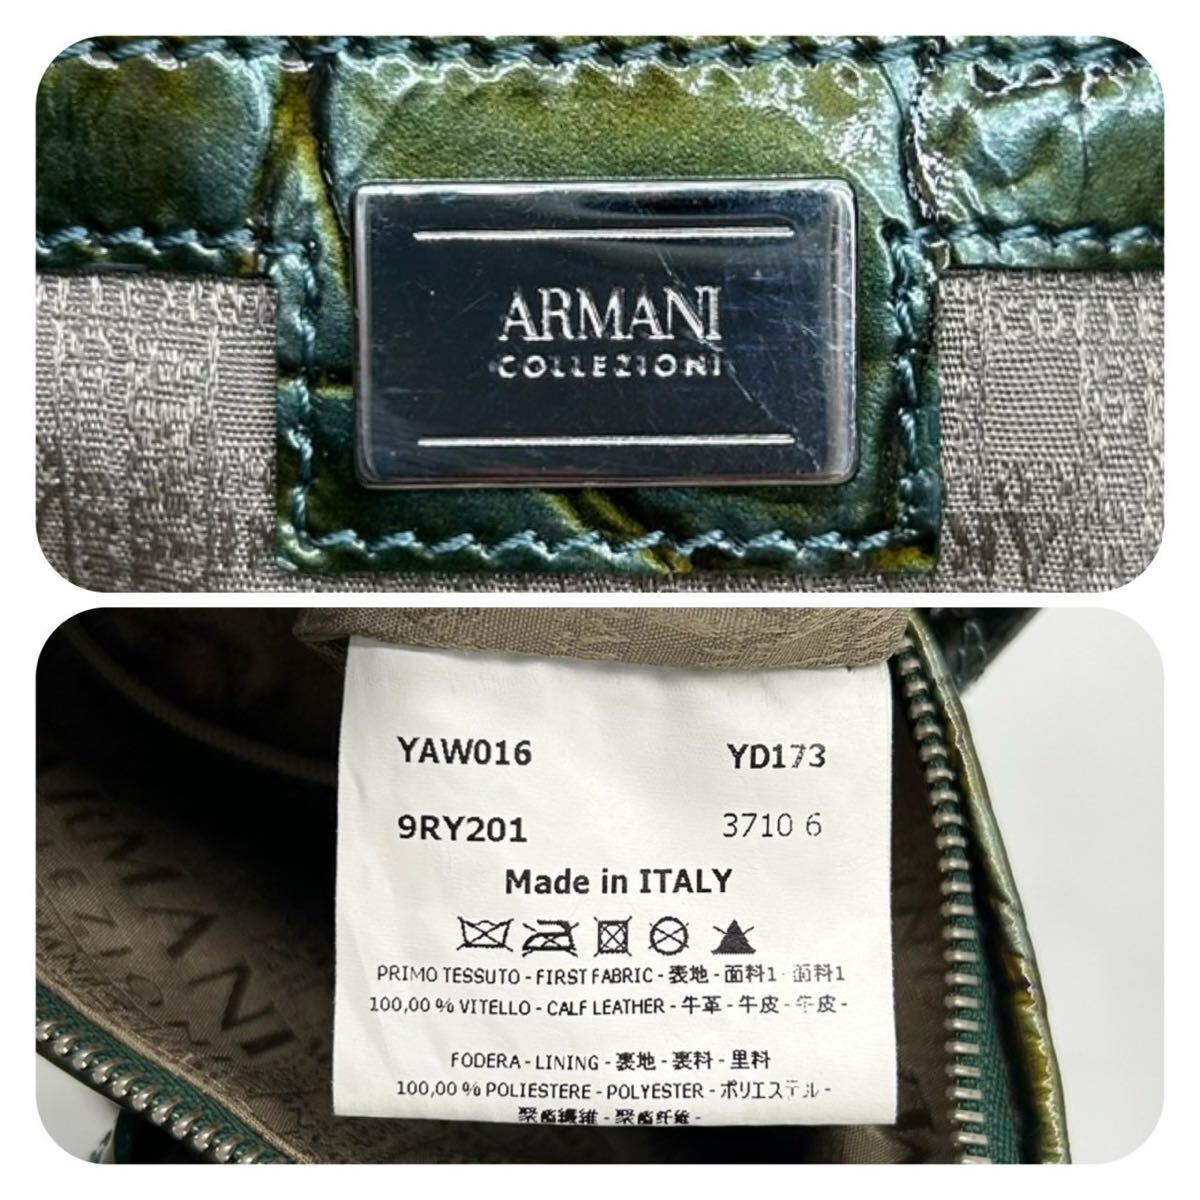 ARMANI
COLLEZIONI
YAW016 YD173
9RY201 3710 6
Made in ITALY
PRIMO TESSUTO - FIRST FABRIC - 表地 - 面料1 - 面料1
100,00 % VITELLO - CALF LEATHER - 牛革 - 牛皮 - 牛皮 -
FODERA - LINING - 裏地 - 裏料 - 里料
100,00 % POLIESTERE - POLYESTER - ポリエステル -
聚酯纖維 - 聚酯纤维 -
ARMANI